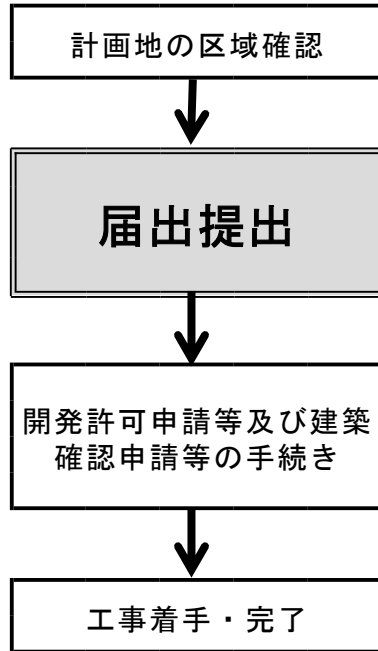 計画地の区域確認
届出提出
開発許可申請等及び建築
確認申請等の手続き
工事着手・完了